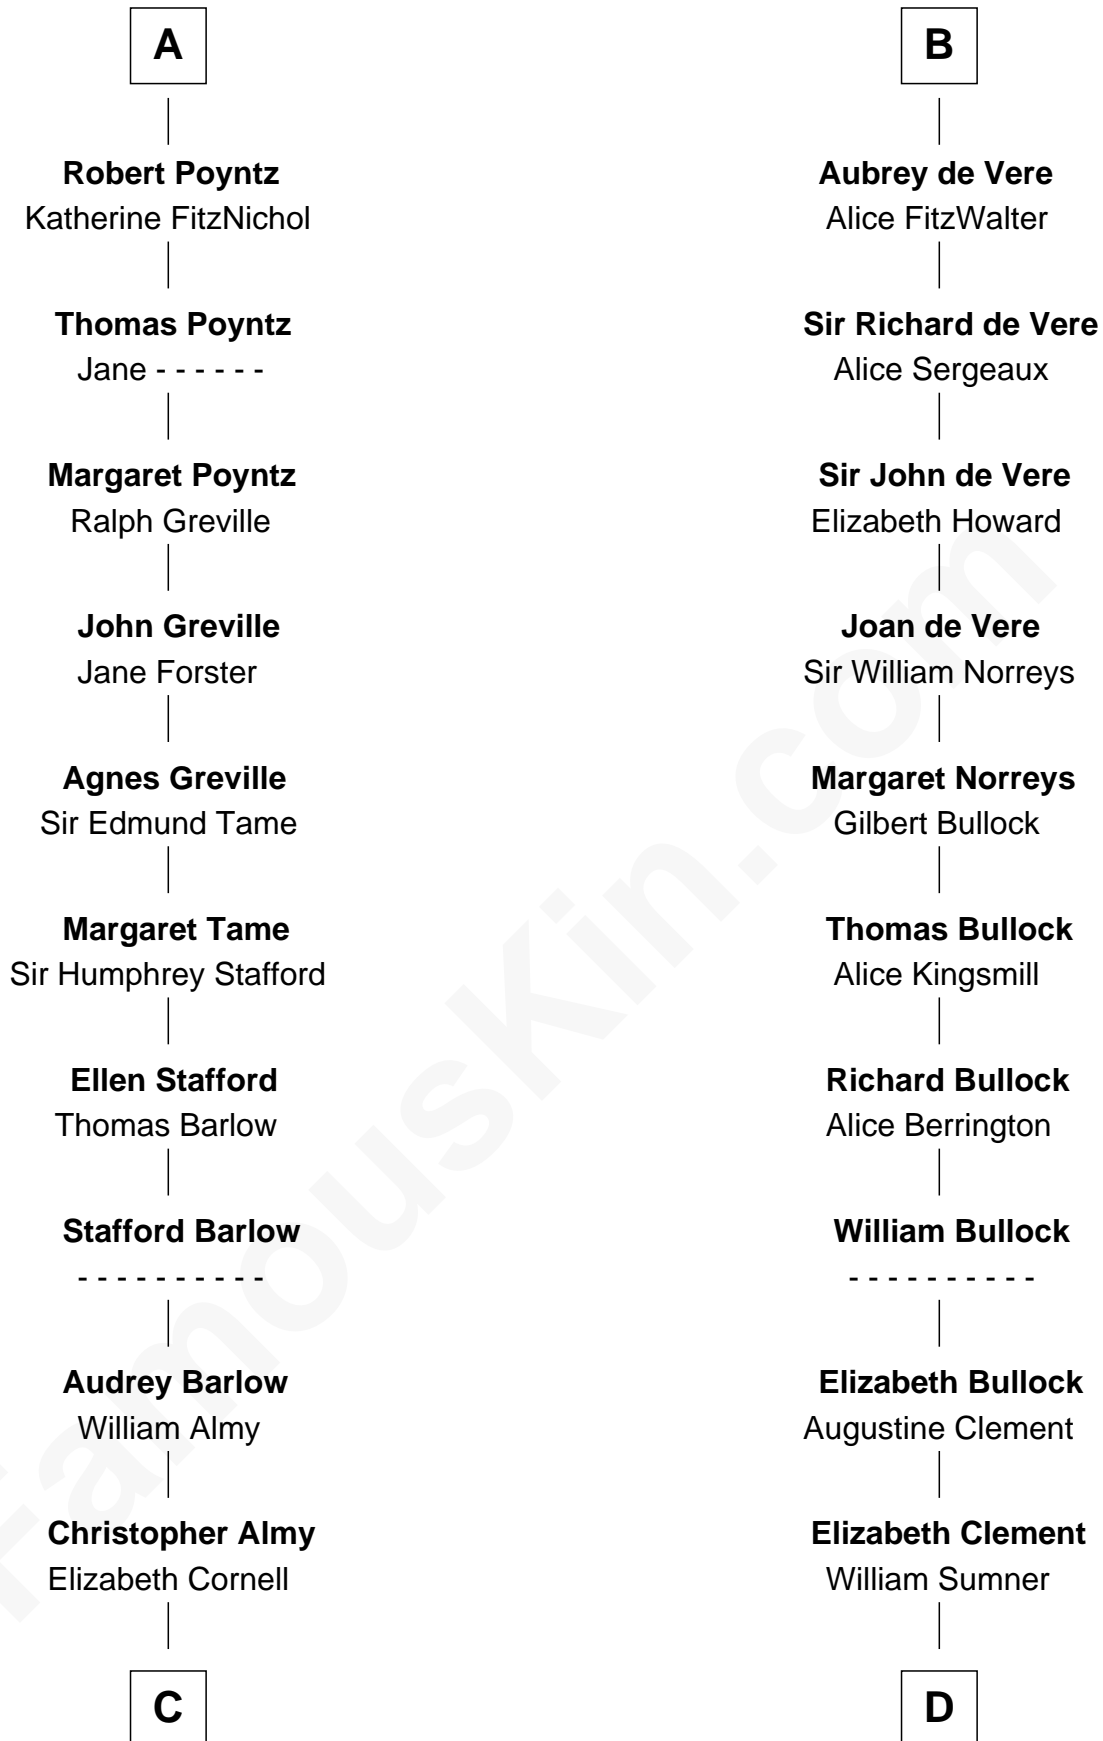 A
Robert Poyntz
Katherine FitzNichol
Thomas Poyntz
Jane - - - - - -
Margaret Poyntz
Ralph Greville
John Greville
Jane Forster
Agnes Greville
Sir Edmund Tame
Margaret Tame
Sir Humphrey Stafford
Ellen Stafford
Thomas Barlow
Stafford Barlow
- - - - - - - - - -
Audrey Barlow
William Almy
Christopher Almy
Elizabeth Cornell
C
B
Aubrey de Vere
Alice FitzWalter
Sir Richard de Vere
Alice Sergeaux
Sir John de Vere
Elizabeth Howard
Joan de Vere
Sir William Norreys
Margaret Norreys
Gilbert Bullock
Thomas Bullock
Alice Kingsmill
Richard Bullock
Alice Berrington
William Bullock
- - - - - - - - - -
Elizabeth Bullock
Augustine Clement
Elizabeth Clement
William Sumner
D
FamousKin.com